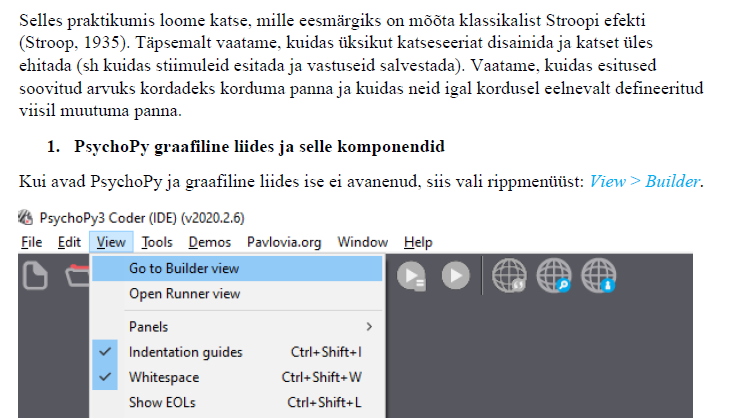 Selles praktikumis loome katse, mille eesmärgiks on mõõta klassikalist Stroopi efekti
(Stroop, 1935). Täpsemalt vaatame, kuidas üksikut katseseeriat disainida ja katset üles
ehitada (sh kuidas stiimuleid esitada ja vastuseid salvestada). Vaatame, kuidas esitused
soovitud arvuks kordadeks korduma panna ja kuidas neid igal kordusel eelnevalt defineeritud
viisil muutuma panna.
1. PsychoPy graafiline liides ja selle komponendid
Kui avad PsychoPy ja graafiline liides ise ei avanenud, siis vali rippmenüüst: View > Builder.
PsychoPy3 Coder (IDE) (v2020.2.6)
File Edit View Tools Demos Pavlovia.org Window Help
Go to Builder view
Open Runner view
Panels >
Indentation guides Ctrl+Shift+I
Whitespace Ctrl+Shift+W
Show EOLs Ctrl+Shift+L